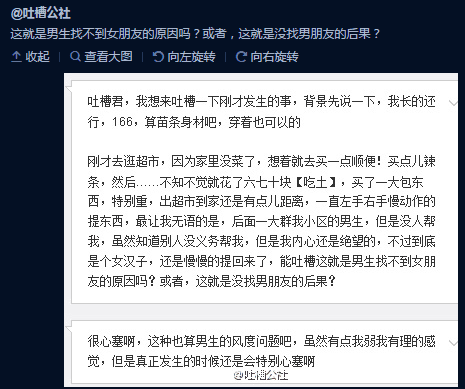 @吐槽公社
这就是男生找不到女朋友的原因吗？或者，这就是没找男朋友的后果？
收起 查看大图 向左旋转 向右旋转
吐槽君，我想来吐槽一下刚才发生的事，背景先说一下，我长的还
行，166，算苗条身材吧，穿着也可以的
刚才去逛超市，因为家里没菜了，想着就去买一点顺便！买点儿辣
条，然后……不知不觉就花了六七十块【吃土】，买了一大包东
西，特别重，出超市到家还是有点儿距离，一直左手右手慢动作的
提东西，最让我无语的是，后面一大群我小区的男生，但是没人帮
我，虽然知道别人没义务帮我，但是我内心还是绝望的，不过到底
是个女汉子，还是慢慢的提回来了，能吐槽这就是男生找不到女朋
友的原因吗？或者，这就是没找男朋友的后果？
很心塞啊，这种也算男生的风度问题吧，虽然有点我弱我有理的感
觉，但是真正发生的时候还是会特别心塞啊
@吐槽公社